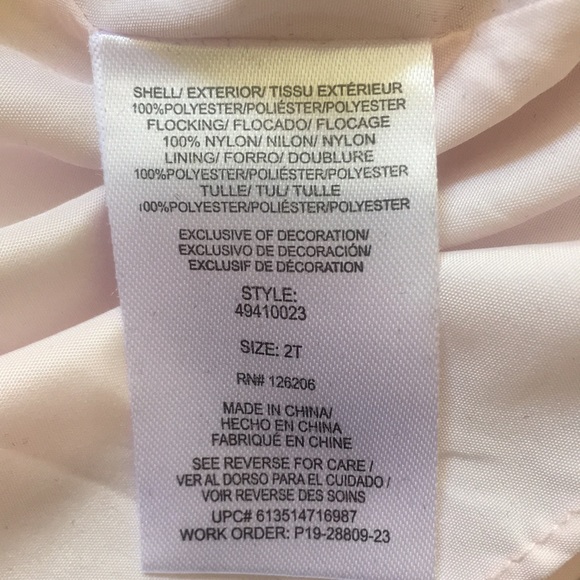 SHELL/ EXTERIOR/ TISSU EXTÉRIEUR
100%POLYESTER/POLIÉSTER/POLYESTER
FLOCKING/ FLOCADO/ FLOCAGE
100% NYLON/ NILON/ NYLON
LINING/ FORRO/ DOUBLURE
100%POLYESTER/POLIÉSTER/POLYESTER
TULLE/ TUL/ TULLE
100%POLYESTER/POLIÉSTER/POLYESTER
EXCLUSIVE OF DECORATION/
EXCLUSIVO DE DECORACIÓN/
EXCLUSIF DE DÉCORATION
STYLE:
49410023
SIZE: 2T
RN# 126206
MADE IN CHINA/
HECHO EN CHINA
FABRIQUÉ EN CHINE
SEE REVERSE FOR CARE /
VER AL DORSO PARA EL CUIDADO /
VOIR REVERSE DES SOINS
UPC# 613514716987
WORK ORDER: P19-28809-23